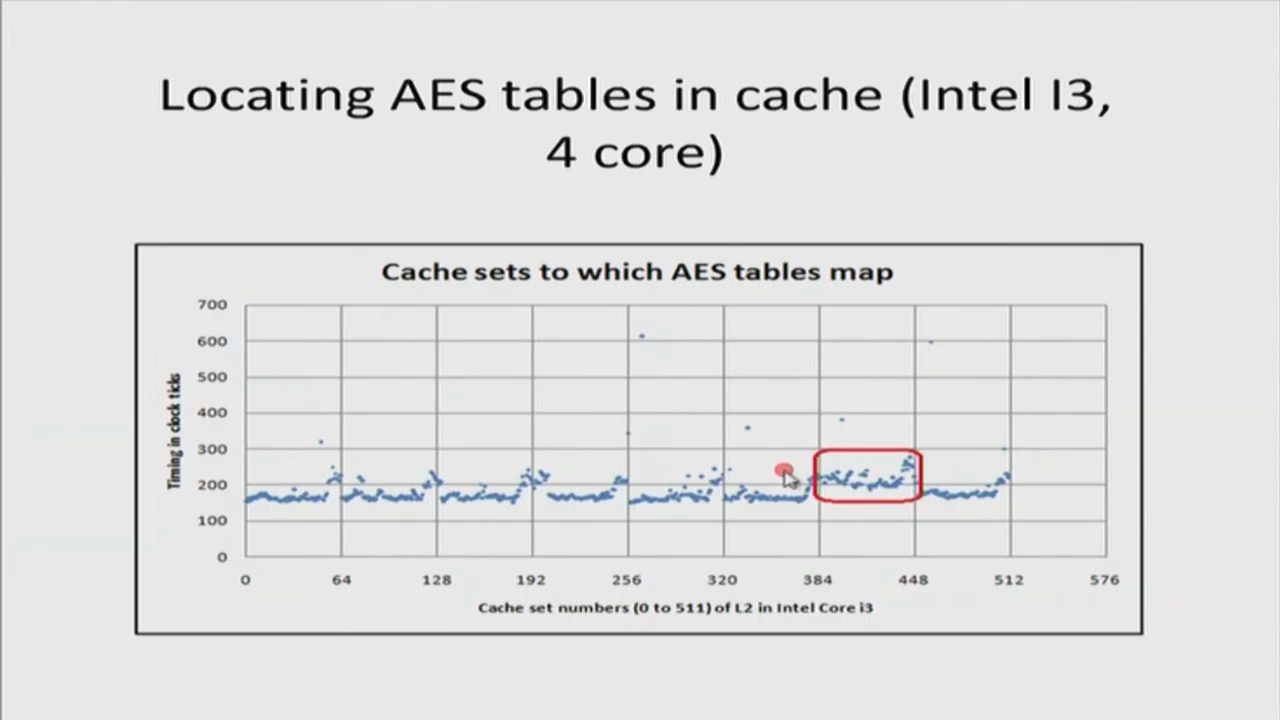 Locating AES tables in cache (Intel I3,
4 core)
Cache sets to which AES tables map
700
600
500
400
300
200
100
0
Timing in clock ticks
0 64 128 192 256 320 384 448 512 576
Cache set numbers (0 to 511) of L2 in Intel Core i3